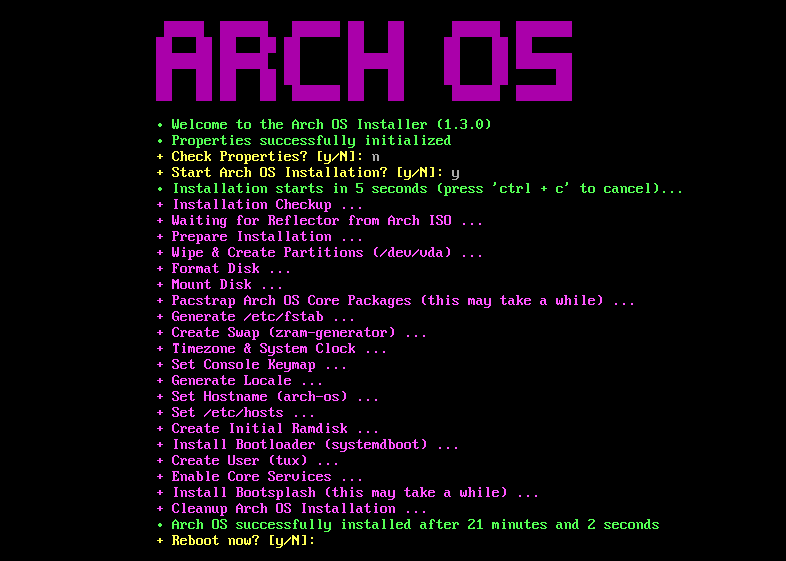 ARCH OS
• Welcome to the Arch OS Installer (1.3.0)
• Properties successfully initialized
+ Check Properties? [y/N]: n
+ Start Arch OS Installation? [y/N]: y
• Installation starts in 5 seconds (press 'ctrl + c' to cancel)...
+ Installation Checkup ...
+ Waiting for Reflector from Arch ISO ...
+ Prepare Installation ...
+ Wipe & Create Partitions (/dev/vda) ...
+ Format Disk ...
+ Mount Disk ...
+ Pacstrap Arch OS Core Packages (this may take a while) ...
+ Generate /etc/fstab ...
+ Create Swap (zram-generator) ...
+ Timezone & System Clock ...
+ Set Console Keymap ...
+ Generate Locale ...
+ Set Hostname (arch-os) ...
+ Set /etc/hosts ...
+ Create Initial Ramdisk ...
+ Install Bootloader (systemdboot) ...
+ Create User (tux) ...
+ Enable Core Services ...
+ Install Bootsplash (this may take a while) ...
+ Cleanup Arch OS Installation ...
• Arch OS successfully installed after 21 minutes and 2 seconds
+ Reboot now? [y/N]: